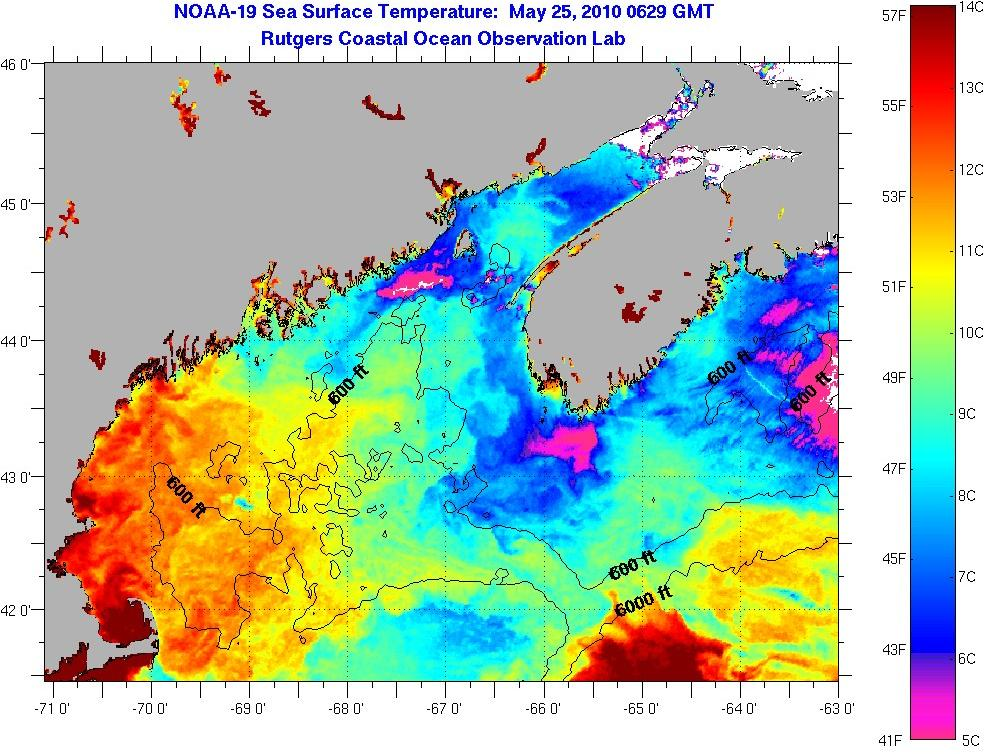 NOAA-19 Sea Surface Temperature: May 25, 2010 0629 GMT
Rutgers Coastal Ocean Observation Lab
46 0'
45 0'
44 0'
43 0'
42 0'
-71 0'
-70 0'
-69 0'
-68 0'
-67 0'
-66 0'
-65 0'
-64 0'
-63 0'
600 ft
600 ft
600 ft
600 ft
600 ft
6000 ft
57F
55F
53F
51F
49F
47F
45F
43F
41F
14C
13C
12C
11C
10C
9C
8C
7C
6C
5C